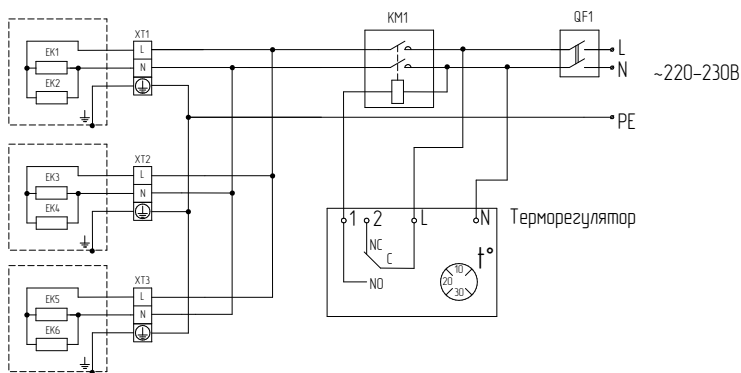 KM1
QF1
XT1
L
N
EK1
EK2
L
N
~220-230В
PE
XT2
L
N
EK3
EK4
1 2 L N Терморегулятор
NC
C
NO
t°
10
20
30
XT3
L
N
EK5
EK6